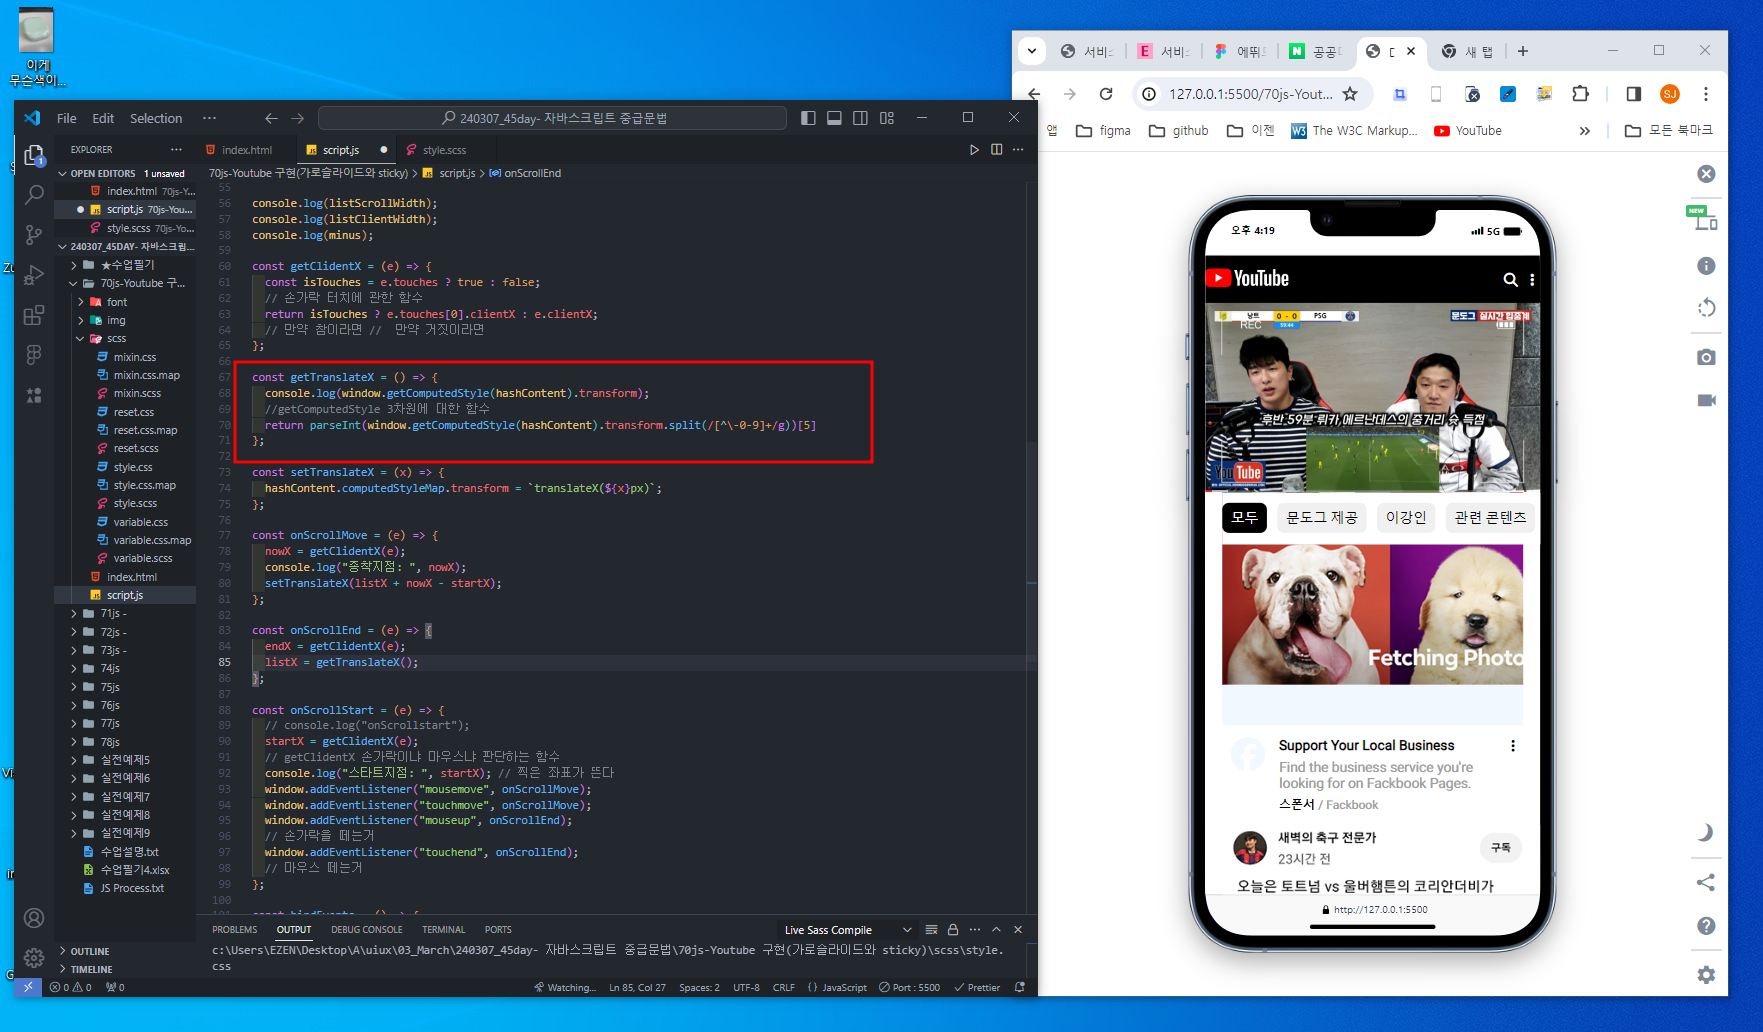 이게
무슨색이...
File Edit Selection ···
240307_45day- 자바스크립트 중급문법
EXPLORER ···
index.html
script.js
style.scss
OPEN EDITORS 1 unsaved
index.html 70js-Y...
script.js 70js-You...
style.scss 70js-Yo...
240307_45DAY- 자바스크립...
★수업필기
70js-Youtube 구...
font
img
scss
mixin.css
mixin.css.map
mixin.scss
reset.css
reset.css.map
reset.scss
style.css
style.css.map
style.scss
variable.css
variable.css.map
variable.scss
index.html
script.js
71js -
72js -
73js -
74js
75js
76js
77js
78js
실전예제5
실전예제6
실전예제7
실전예제8
실전예제9
수업설명.txt
수업필기4.xlsx
JS Process.txt
OUTLINE
TIMELINE
70js-Youtube 구현(가로슬라이드와 sticky) > script.js > onScrollEnd
55
56 console.log(listScrollWidth);
57 console.log(listClientWidth);
58 console.log(minus);
59
60 const getClidentX = (e) => {
61 const isTouches = e.touches ? true : false;
62 // 손가락 터치에 관한 함수
63 return isTouches ? e.touches[0].clientX : e.clientX;
64 // 만약 참이라면 //  만약 거짓이라면
65 };
66
67 const getTranslateX = () => {
68 console.log(window.getComputedStyle(hashContent).transform);
69 //getComputedStyle 3차원에 대한 함수
70 return parseInt(window.getComputedStyle(hashContent).transform.split(/[^\-0-9]+/g))[5]
71 };
72
73 const setTranslateX = (x) => {
74 hashContent.computedStyleMap.transform = `translateX(${x}px)`;
75 };
76
77 const onScrollMove = (e) => {
78 nowX = getClidentX(e);
79 console.log("종착지점: ", nowX);
80 setTranslateX(listX + nowX - startX);
81 };
82
83 const onScrollEnd = (e) => {
84 endX = getClidentX(e);
85 listX = getTranslateX();
86 };
87
88 const onScrollStart = (e) => {
89 // console.log("onScrollstart");
90 startX = getClidentX(e);
91 // getClidentX 손가락이냐 마우스냐 판단하는 함수
92 console.log("스타트지점: ", startX); // 찍은 좌표가 뜬다
93 window.addEventListener("mousemove", onScrollMove);
94 window.addEventListener("touchmove", onScrollMove);
95 window.addEventListener("mouseup", onScrollEnd);
96 // 손가락을 떼는거
97 window.addEventListener("touchend", onScrollEnd);
98 // 마우스 떼는거
99 };
100
PROBLEMS OUTPUT DEBUG CONSOLE TERMINAL PORTS
Live Sass Compile
c:\Users\EZEN\Desktop\A\uiux\03_March\240307_45day- 자바스크립트 중급문법\70js-Youtube 구현(가로슬라이드와 sticky)\scss\style.
css
0 0 0
Watching... Ln 85, Col 27 Spaces: 2 UTF-8 CRLF {} JavaScript Port : 5500 Prettier
서비
서비
에뛰
공공
새 탭
127.0.0.1:5500/70js-Yout...
SJ
앱 figma github 이젠 The W3C Markup... YouTube » 모든 북마크
NEW
오후 4:19
5G
YouTube
낭트 0 - 0 PSG
59:44
REC
문도그 실시간 입중계
후반 59분 뤼카 에르난데스의 중거리 슛 득점
You Tube
모두
문도그 제공
이강인
관련 콘텐츠
Fetching Photo
Support Your Local Business
Find the business service you're
looking for on Fackbook Pages.
스폰서 / Fackbook
새벽의 축구 전문가
23시간 전
구독
오늘은 토트넘 vs 울버햄튼의 코리안더비가
http://127.0.0.1:5500